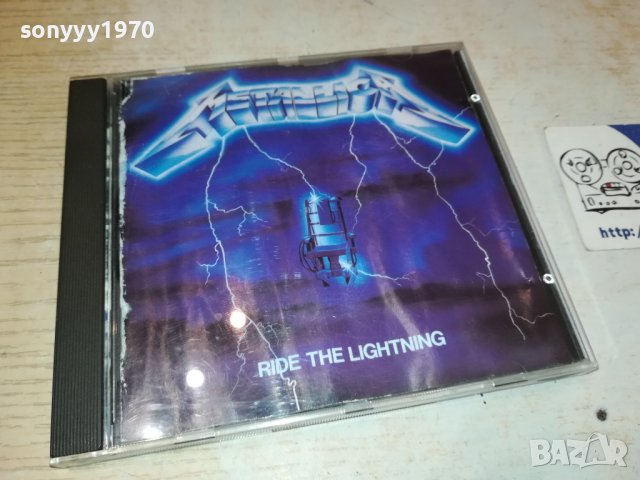 sonyyy1970
METALLICA
RIDE THE LIGHTNING
http:/
BAZAR